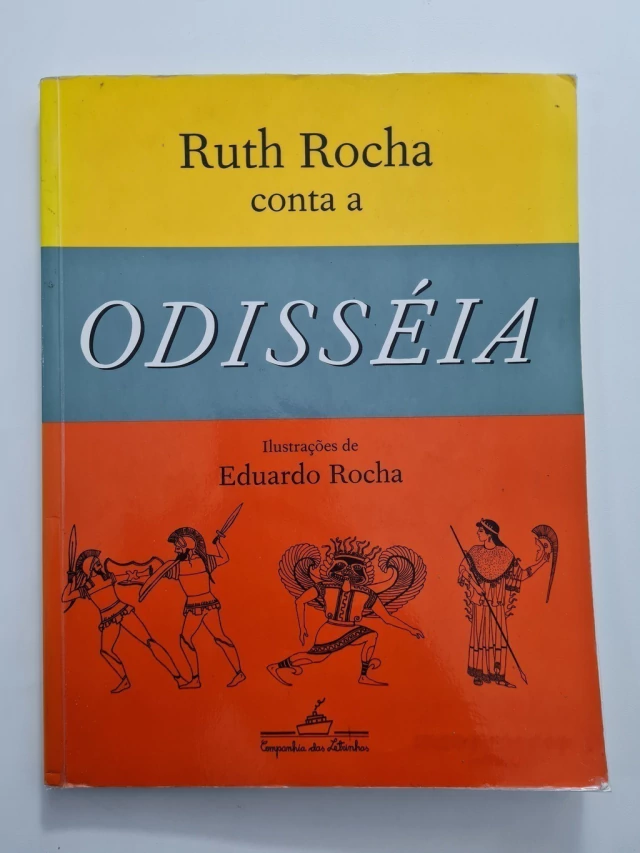 Ruth Rocha
conta a
ODISSÉIA
Ilustrações de
Eduardo Rocha
Companhia das Letrinhas